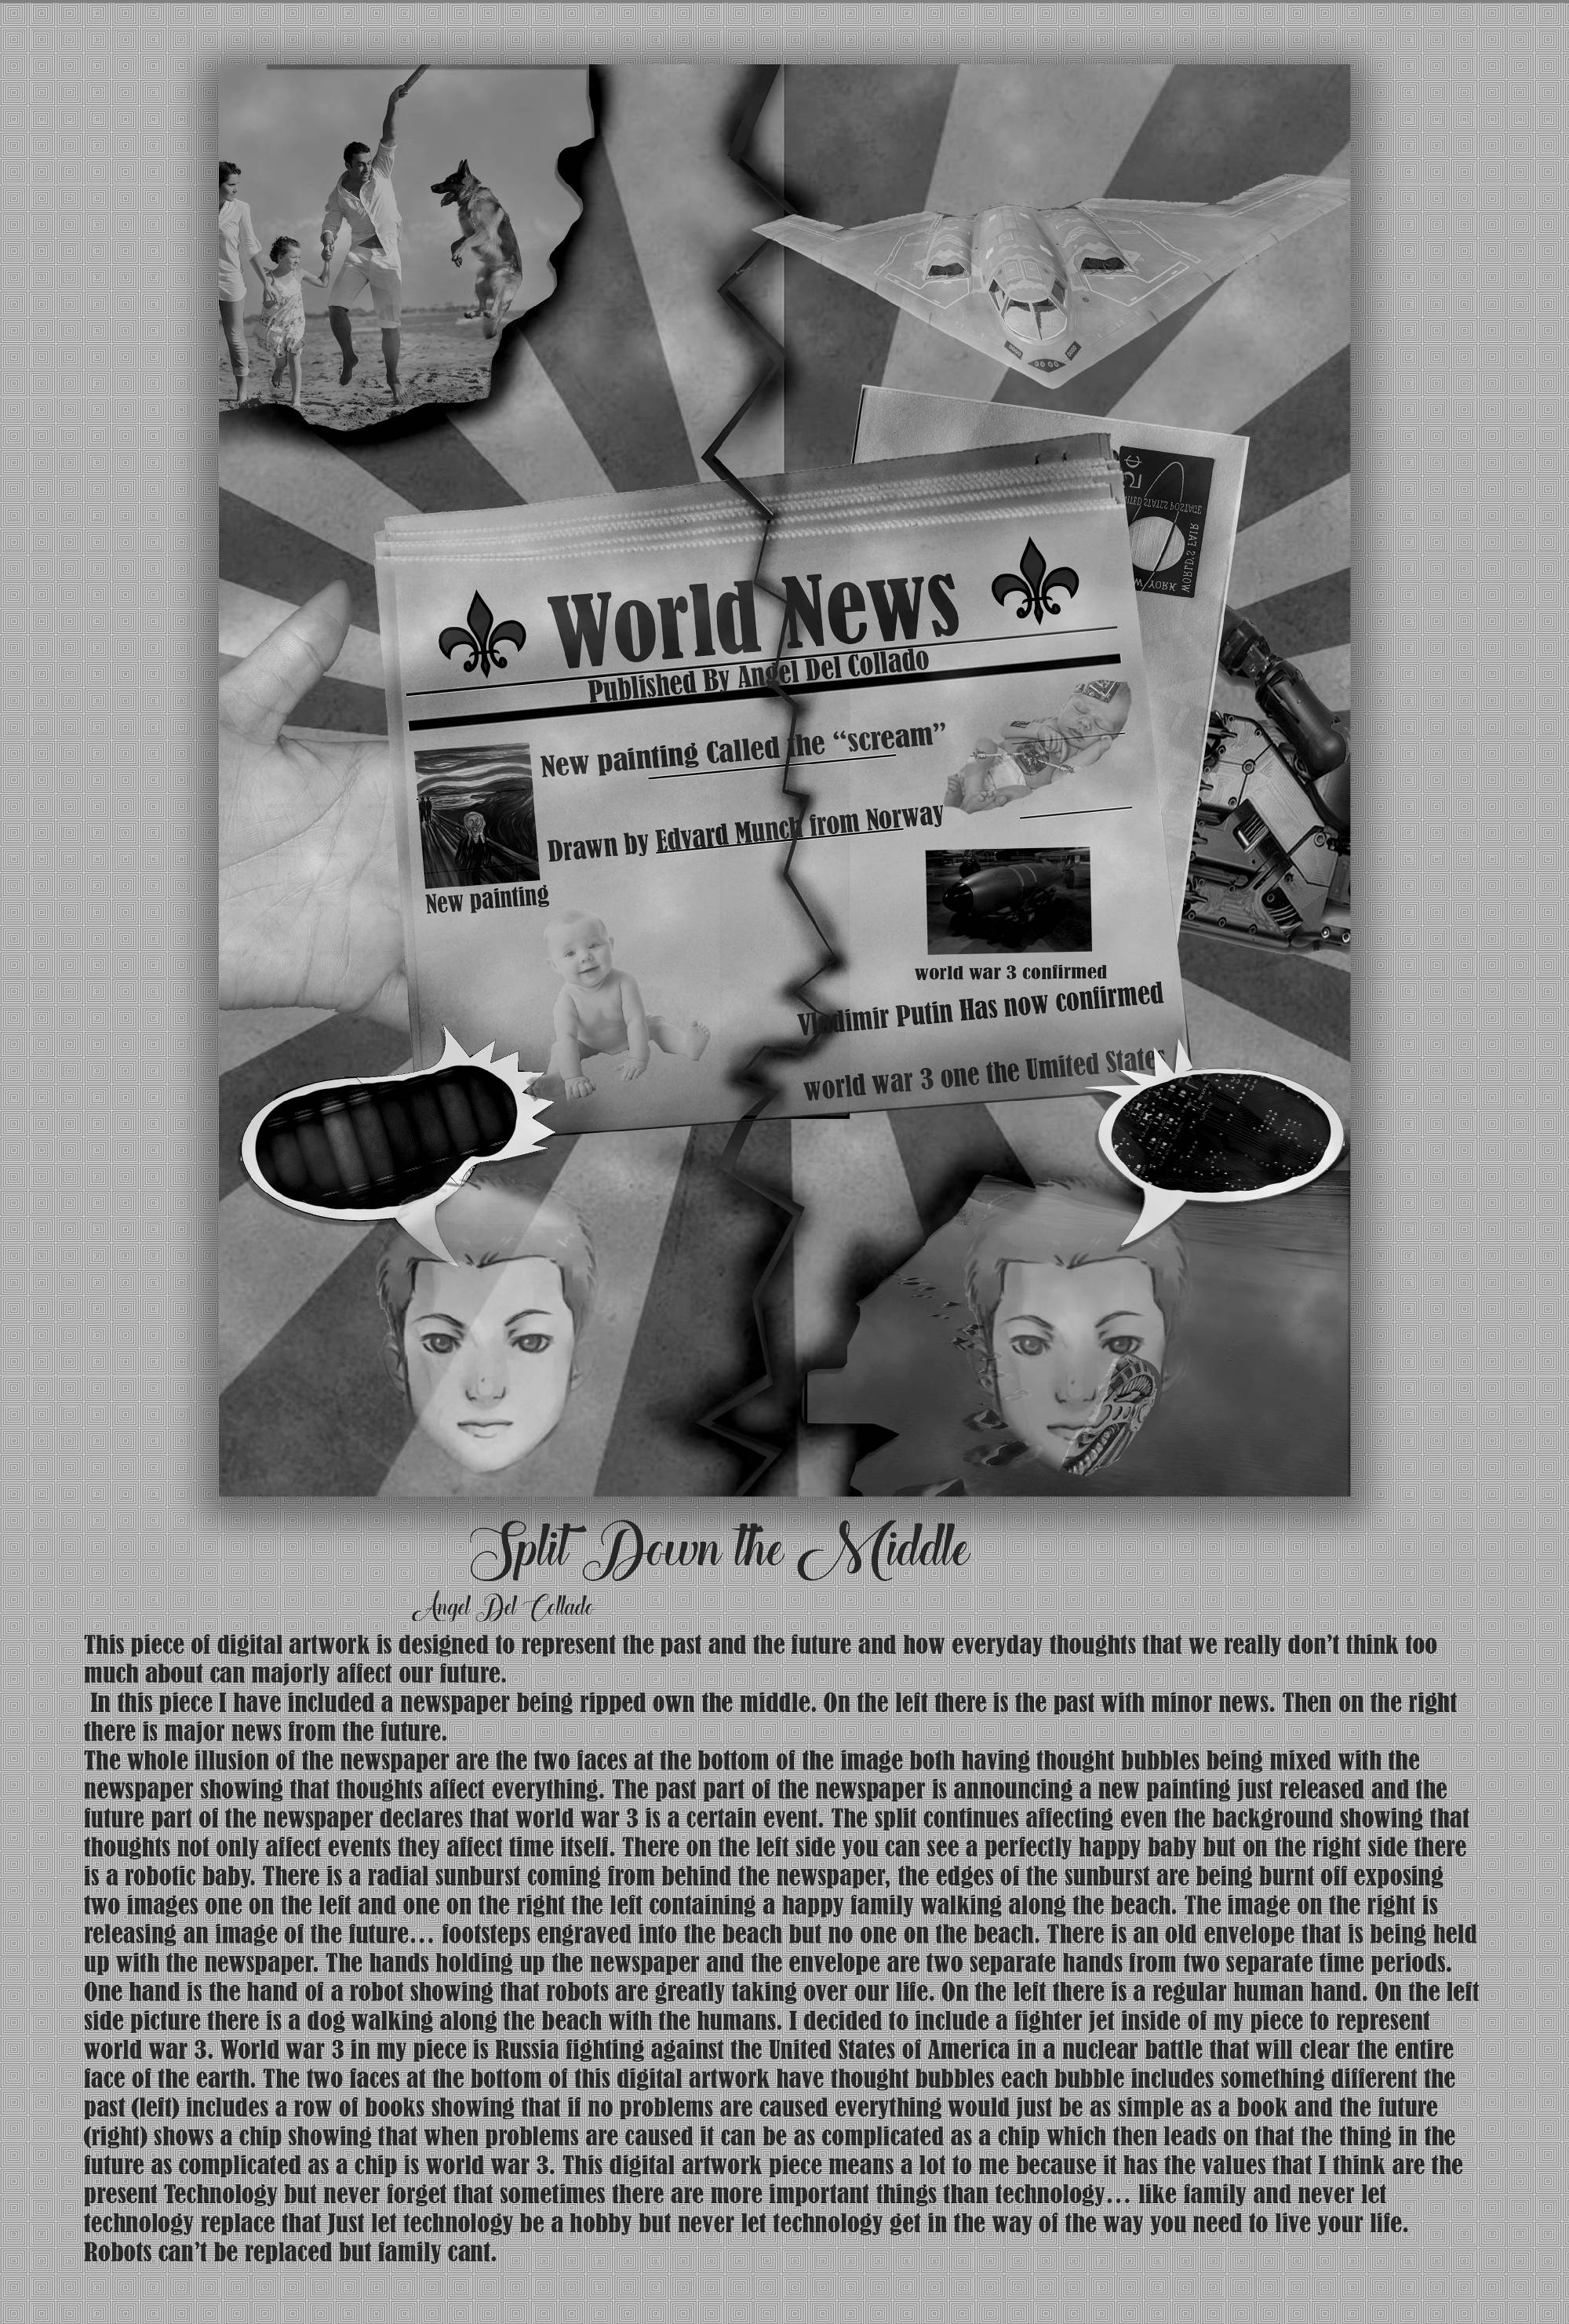 World News
Published By Angel Del Collado
New painting Called the “scream”
Drawn by Edvard Munch from Norway
New painting
world war 3 confirmed
Vladimir Putin Has now confirmed
world war 3 one the Umited States
UNITED STATES POSTAGE
WORLD'S FAIR
W YORK
Split Down the Middle
Angel Del Collado
This piece of digital artwork is designed to represent the past and the future and how everyday thoughts that we really don’t think too
much about can majorly affect our future.
In this piece I have included a newspaper being ripped own the middle. On the left there is the past with minor news. Then on the right
there is major news from the future.
The whole illusion of the newspaper are the two faces at the bottom of the image both having thought bubbles being mixed with the
newspaper showing that thoughts affect everything. The past part of the newspaper is announcing a new painting just released and the
future part of the newspaper declares that world war 3 is a certain event. The split continues affecting even the background showing that
thoughts not only affect events they affect time itself. There on the left side you can see a perfectly happy baby but on the right side there
is a robotic baby. There is a radial sunburst coming from behind the newspaper, the edges of the sunburst are being burnt off exposing
two images one on the left and one on the right the left containing a happy family walking along the beach. The image on the right is
releasing an image of the future… footsteps engraved into the beach but no one on the beach. There is an old envelope that is being held
up with the newspaper. The hands holding up the newspaper and the envelope are two separate hands from two separate time periods.
One hand is the hand of a robot showing that robots are greatly taking over our life. On the left there is a regular human hand. On the left
side picture there is a dog walking along the beach with the humans. I decided to include a fighter jet inside of my piece to represent
world war 3. World war 3 in my piece is Russia fighting against the United States of America in a nuclear battle that will clear the entire
face of the earth. The two faces at the bottom of this digital artwork have thought bubbles each bubble includes something different the
past (left) includes a row of books showing that if no problems are caused everything would just be as simple as a book and the future
(right) shows a chip showing that when problems are caused it can be as complicated as a chip which then leads on that the thing in the
future as complicated as a chip is world war 3. This digital artwork piece means a lot to me because it has the values that I think are the
present Technology but never forget that sometimes there are more important things than technology… like family and never let
technology replace that Just let technology be a hobby but never let technology get in the way of the way you need to live your life.
Robots can’t be replaced but family cant.